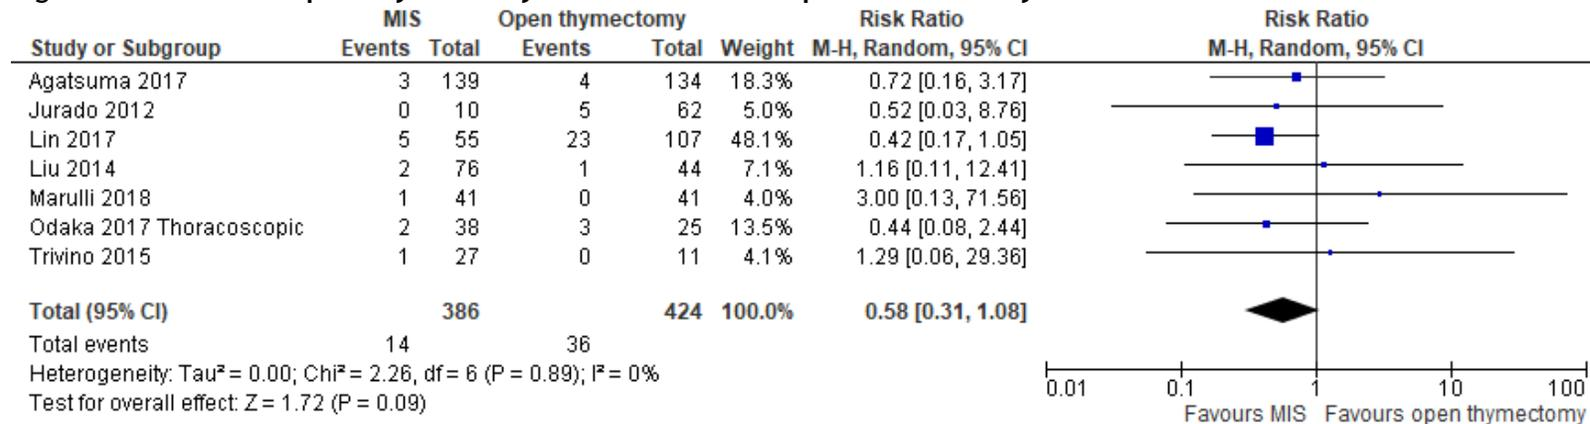 MIS Open thymectomy Risk Ratio Risk Ratio
Study or Subgroup Events Total Events Total Weight M-H, Random, 95% CI M-H, Random, 95% CI
Agatsuma 2017 3 139 4 134 18.3% 0.72 [0.16, 3.17]
Jurado 2012 0 10 5 62 5.0% 0.52 [0.03, 8.76]
Lin 2017 5 55 23 107 48.1% 0.42 [0.17, 1.05]
Liu 2014 2 76 1 44 7.1% 1.16 [0.11, 12.41]
Marulli 2018 1 41 0 41 4.0% 3.00 [0.13, 71.56]
Odaka 2017 Thoracoscopic 2 38 3 25 13.5% 0.44 [0.08, 2.44]
Trivino 2015 1 27 0 11 4.1% 1.29 [0.06, 29.36]
Total (95% CI) 386 424 100.0% 0.58 [0.31, 1.08]
Total events 14 36
Heterogeneity: Tau² = 0.00; Chi² = 2.26, df = 6 (P = 0.89); I² = 0%
Test for overall effect: Z = 1.72 (P = 0.09)
0.01 0.1 1 10 100
Favours MIS Favours open thymectomy